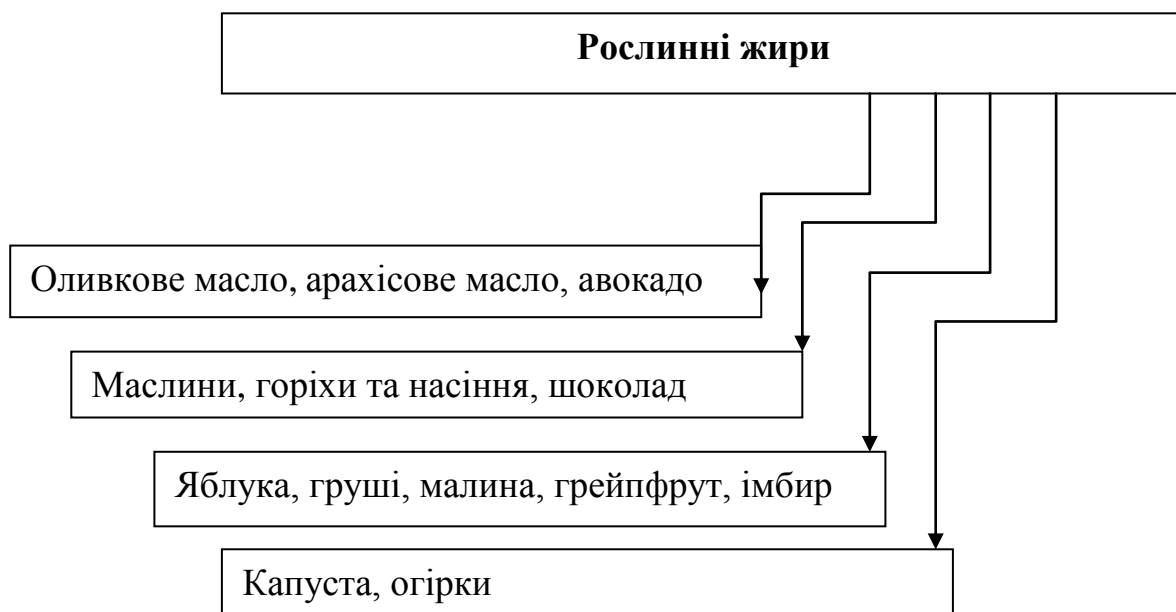 Рослинні жири
Оливкове масло, арахісове масло, авокадо
Маслини, горіхи та насіння, шоколад
Яблука, груші, малина, грейпфрут, імбир
Капуста, огірки